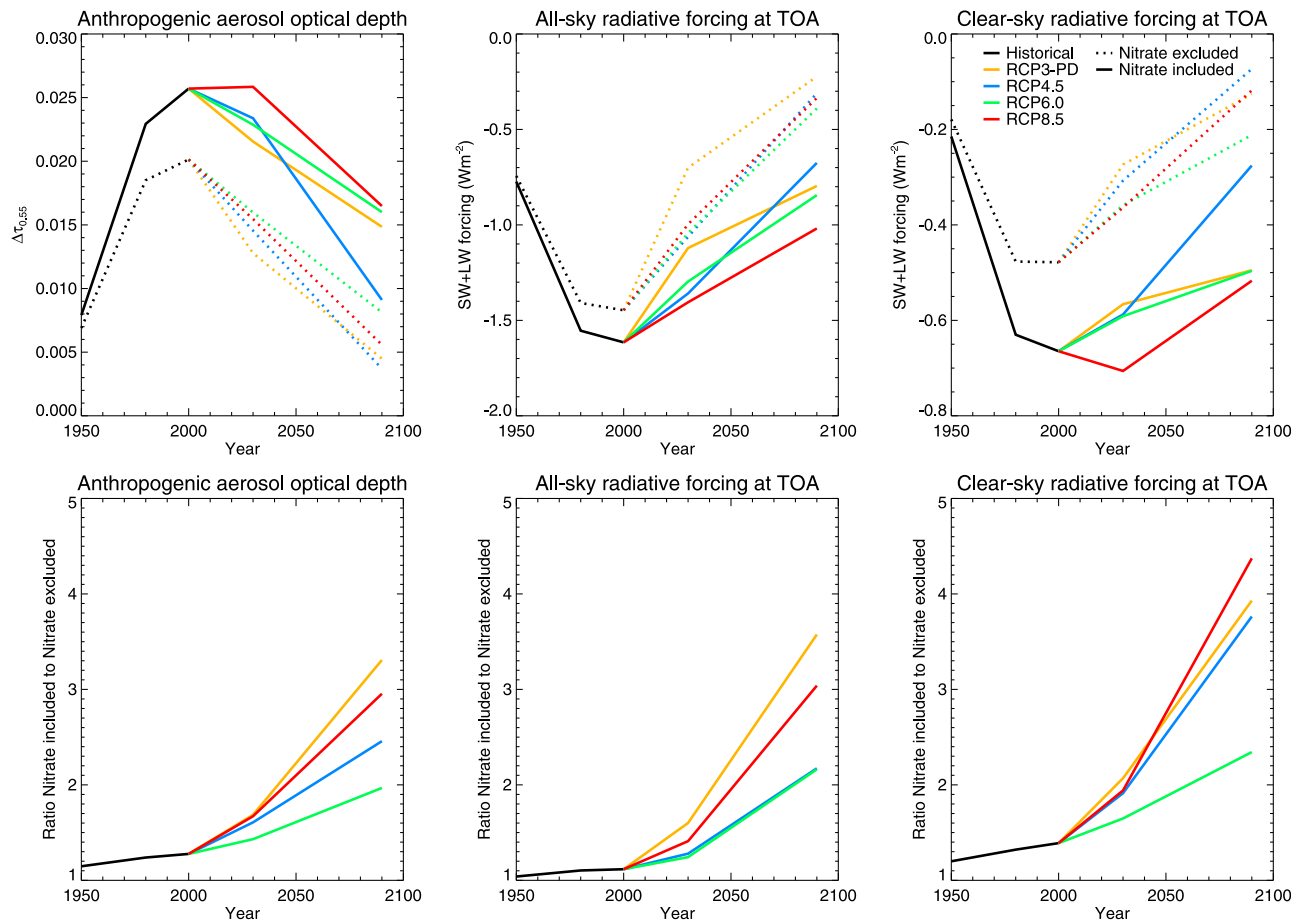 Anthropogenic aerosol optical depth
0.030
0.025
0.020
0.015
0.010
0.005
0.000
Δτ0.55
1950
2000
2050
2100
Year
All-sky radiative forcing at TOA
0.0
-0.5
-1.0
-1.5
-2.0
SW+LW forcing (Wm-2)
1950
2000
2050
2100
Year
Clear-sky radiative forcing at TOA
0.0
-0.2
-0.4
-0.6
-0.8
SW+LW forcing (Wm-2)
Historical
RCP3-PD
RCP4.5
RCP6.0
RCP8.5
Nitrate excluded
Nitrate included
1950
2000
2050
2100
Year
Anthropogenic aerosol optical depth
5
4
3
2
1
Ratio Nitrate included to Nitrate excluded
1950
2000
2050
2100
Year
All-sky radiative forcing at TOA
5
4
3
2
1
Ratio Nitrate included to Nitrate excluded
1950
2000
2050
2100
Year
Clear-sky radiative forcing at TOA
5
4
3
2
1
Ratio Nitrate included to Nitrate excluded
1950
2000
2050
2100
Year